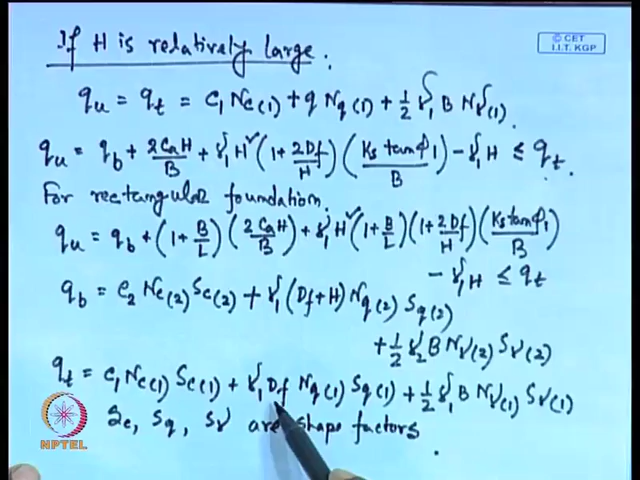 If H is relatively large:
© CET
I.I.T. KGP
qu = qt = C1 Nc(1) + q Nq(1) + 1/2 γ1 B Nγ(1).
qu = qb + 2CaH/B + γ1 H² (1 + 2Df/H) (Ks tanφ1/B) − γ1H ≤ qt.
For rectangular foundation.
qu = qb + (1 + B/L) (2CaH/B) + γ1 H² (1 + B/L) (1 + 2Df/H) (Ks tanφ1/B)
− γ1H ≤ qt
qb = C2 Nc(2) Sc(2) + γ1 (Df+H) Nq(2) Sq(2)
+ 1/2 γ2 B Nγ(2) Sγ(2)
qt = C1 Nc(1) Sc(1) + γ1 Df Nq(1) Sq(1) + 1/2 γ1 B Nγ(1) Sγ(1)
Sc, Sq, Sγ are shape factors.
NPTEL